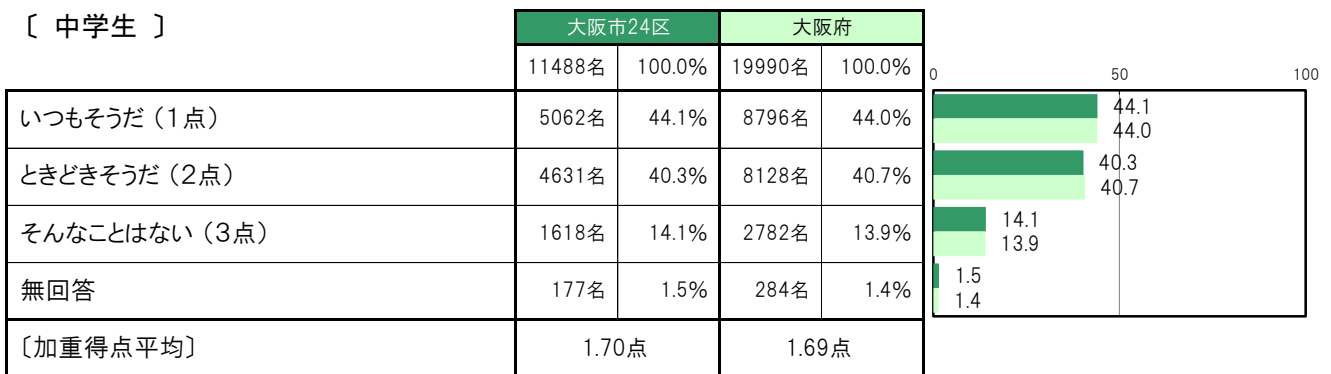 〔 中学生 〕
大阪市24区 大阪府
11488名 100.0% 19990名 100.0%
0 50 100
いつもそうだ （1点） 5062名 44.1% 8796名 44.0%
44.1
44.0
ときどきそうだ （2点） 4631名 40.3% 8128名 40.7%
40.3
40.7
そんなことはない （3点） 1618名 14.1% 2782名 13.9%
14.1
13.9
無回答 177名 1.5% 284名 1.4%
1.5
1.4
〔加重得点平均〕 1.70点 1.69点